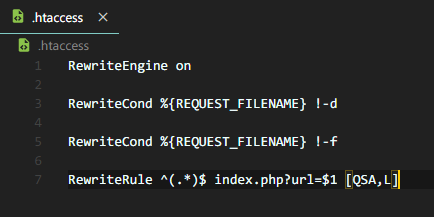 .htaccess ×
.htaccess
1 RewriteEngine on
2
3 RewriteCond %{REQUEST_FILENAME} !-d
4
5 RewriteCond %{REQUEST_FILENAME} !-f
6
7 RewriteRule ^(.*)$ index.php?url=$1 [QSA,L]